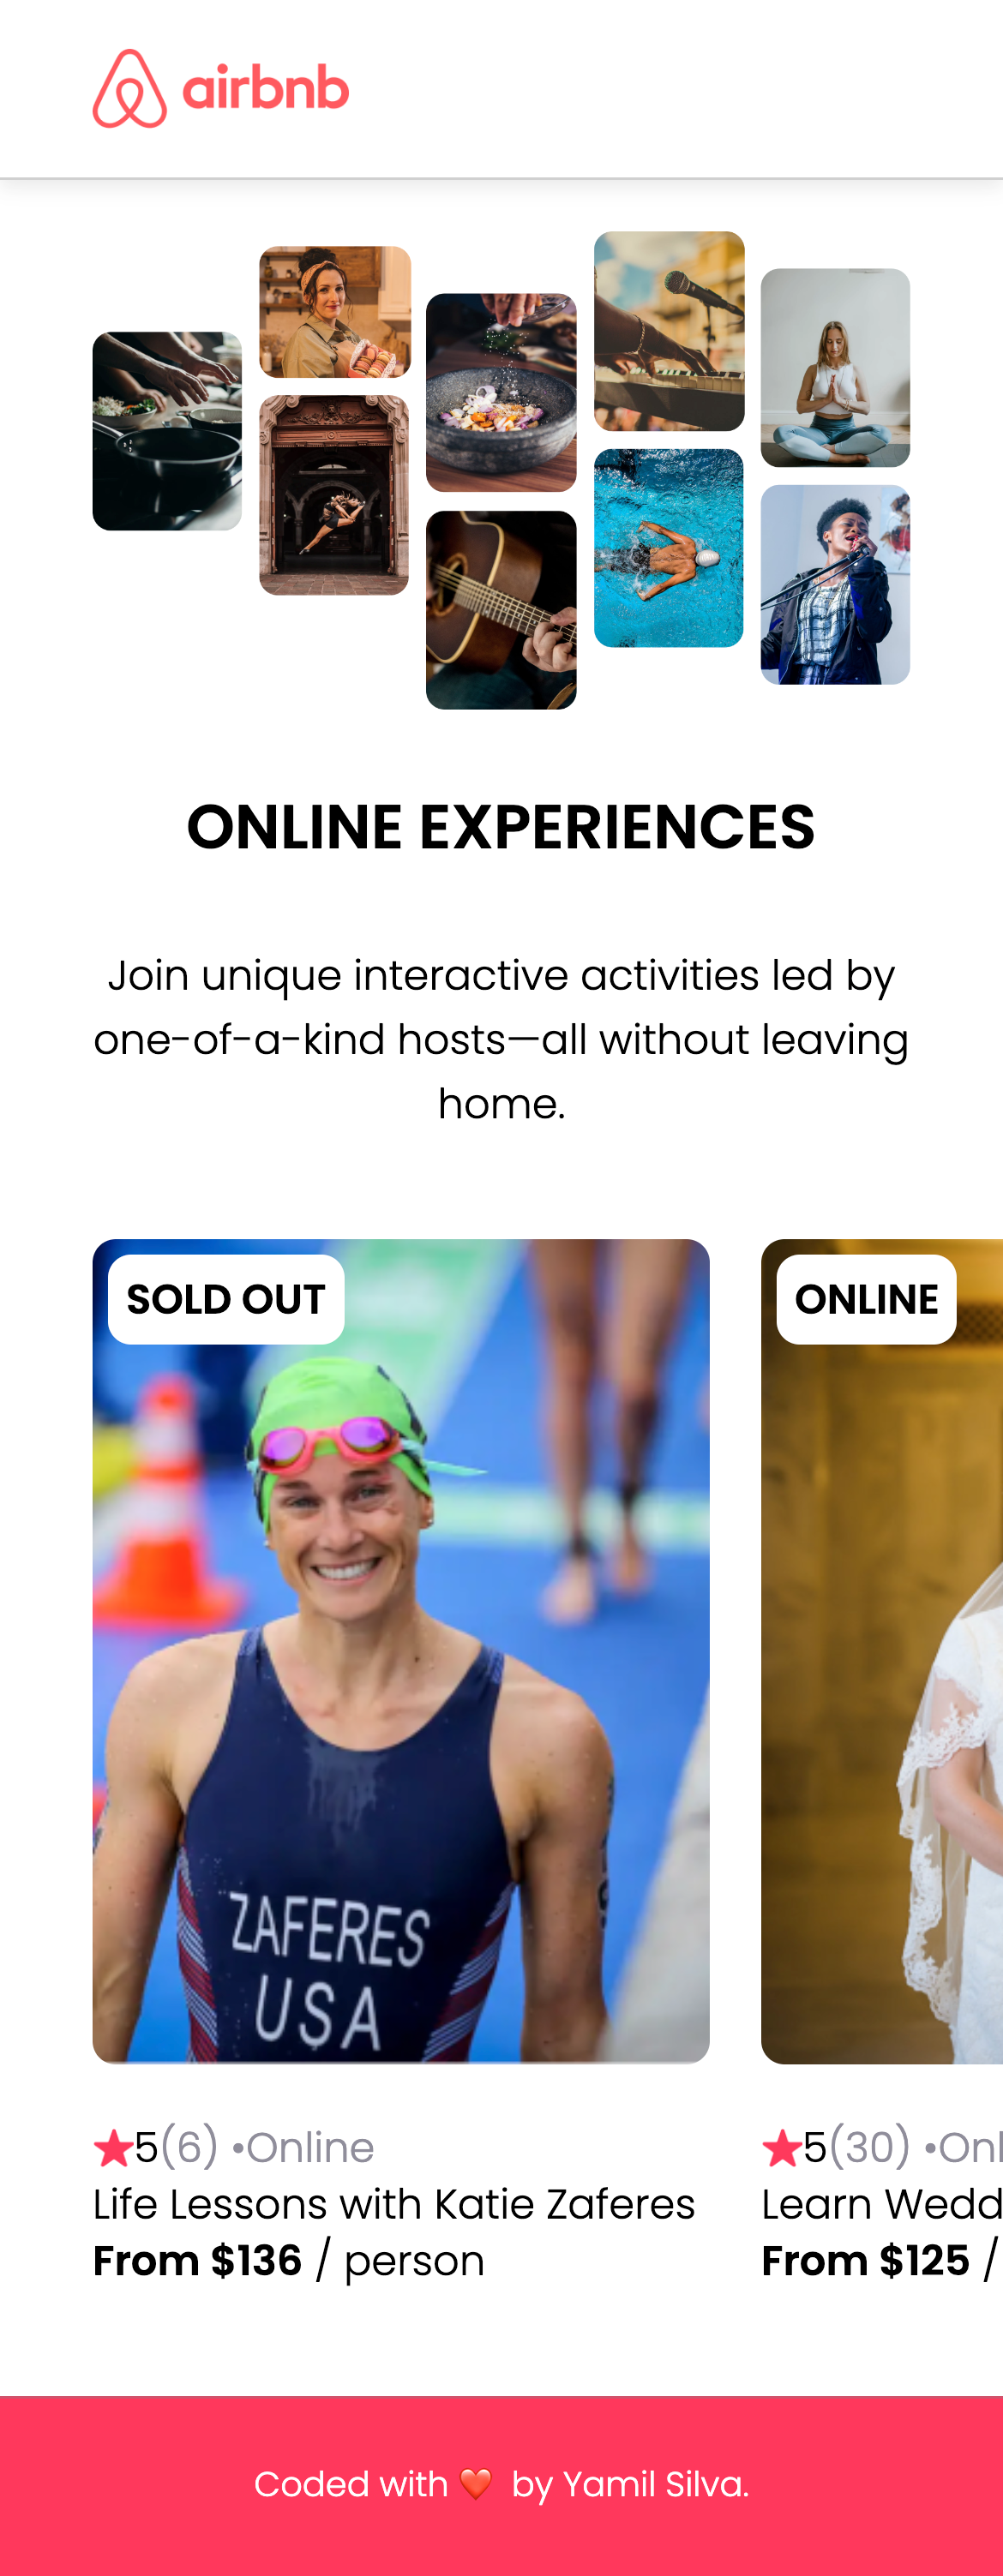 airbnb
ONLINE EXPERIENCES
Join unique interactive activities led by
one-of-a-kind hosts—all without leaving
home.
SOLD OUT
ONLINE
ZAFERES
USA
5(6) •Online
Life Lessons with Katie Zaferes
From $136 / person
5(30) •Onl
Learn Wedd
From $125 /
Coded with ❤️ by Yamil Silva.